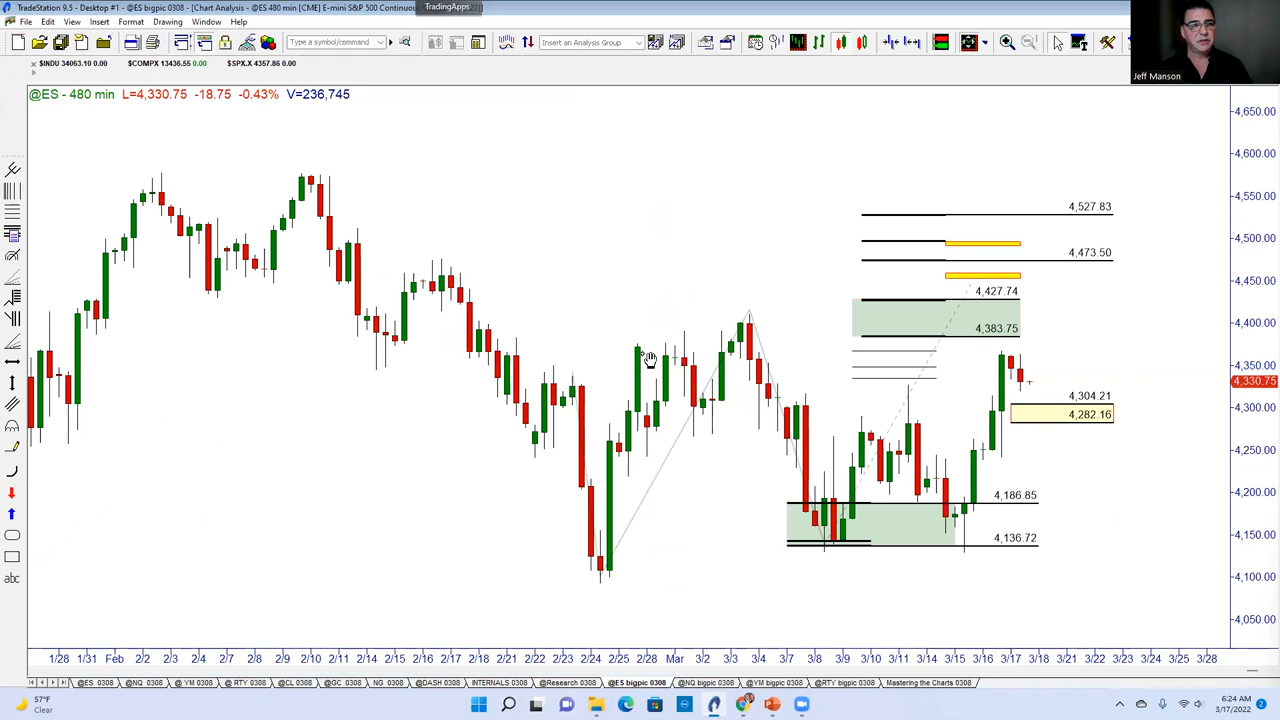 TradeStation 9.5 - Desktop #1 - @ES bigpic 0308 - [Chart Analysis - @ES 480 min [CME] E-mini S&P 500 Continuou
TradingApps
File Edit View Insert Format Drawing Window Help
Type a symbol/command
Insert an Analysis Group
Jeff Manson
$INDU 34063.10 0.00 $COMPX 13436.55 0.00 $SPX.X 4357.86 0.00
@ES - 480 min L=4,330.75 -18.75 -0.43% V=236,745
4,650.00
4,600.00
4,550.00
4,527.83
4,500.00
4,473.50
4,450.00
4,427.74
4,400.00
4,383.75
4,350.00
4,330.75
4,304.21
4,300.00
4,282.16
4,250.00
4,200.00
4,186.85
4,150.00
4,136.72
4,100.00
4,050.00
abc
1/28 1/31 Feb 2/2 2/3 2/4 2/7 2/8 2/9 2/10 2/11 2/14 2/15 2/16 2/17 2/18 2/22 2/23 2/24 2/25 2/28 Mar 3/2 3/3 3/4 3/7 3/8 3/9 3/10 3/11 3/14 3/15 3/16 3/17 3/18 3/21 3/22 3/23 3/24 3/25 3/28
@ES 0308 @NQ 0308 @ YM 0308 @ RTY 0308 @CL 0308 @GC 0308 NG 0308 @DASH 0308 INTERNALS 0308 @Research 0308 @ES bigpic 0308 @NQ bigpic 0308 @YM bigpic 0308 @RTY bigpic 0308 Mastering the Charts 0308
57°F
Clear
6:24 AM
3/17/2022